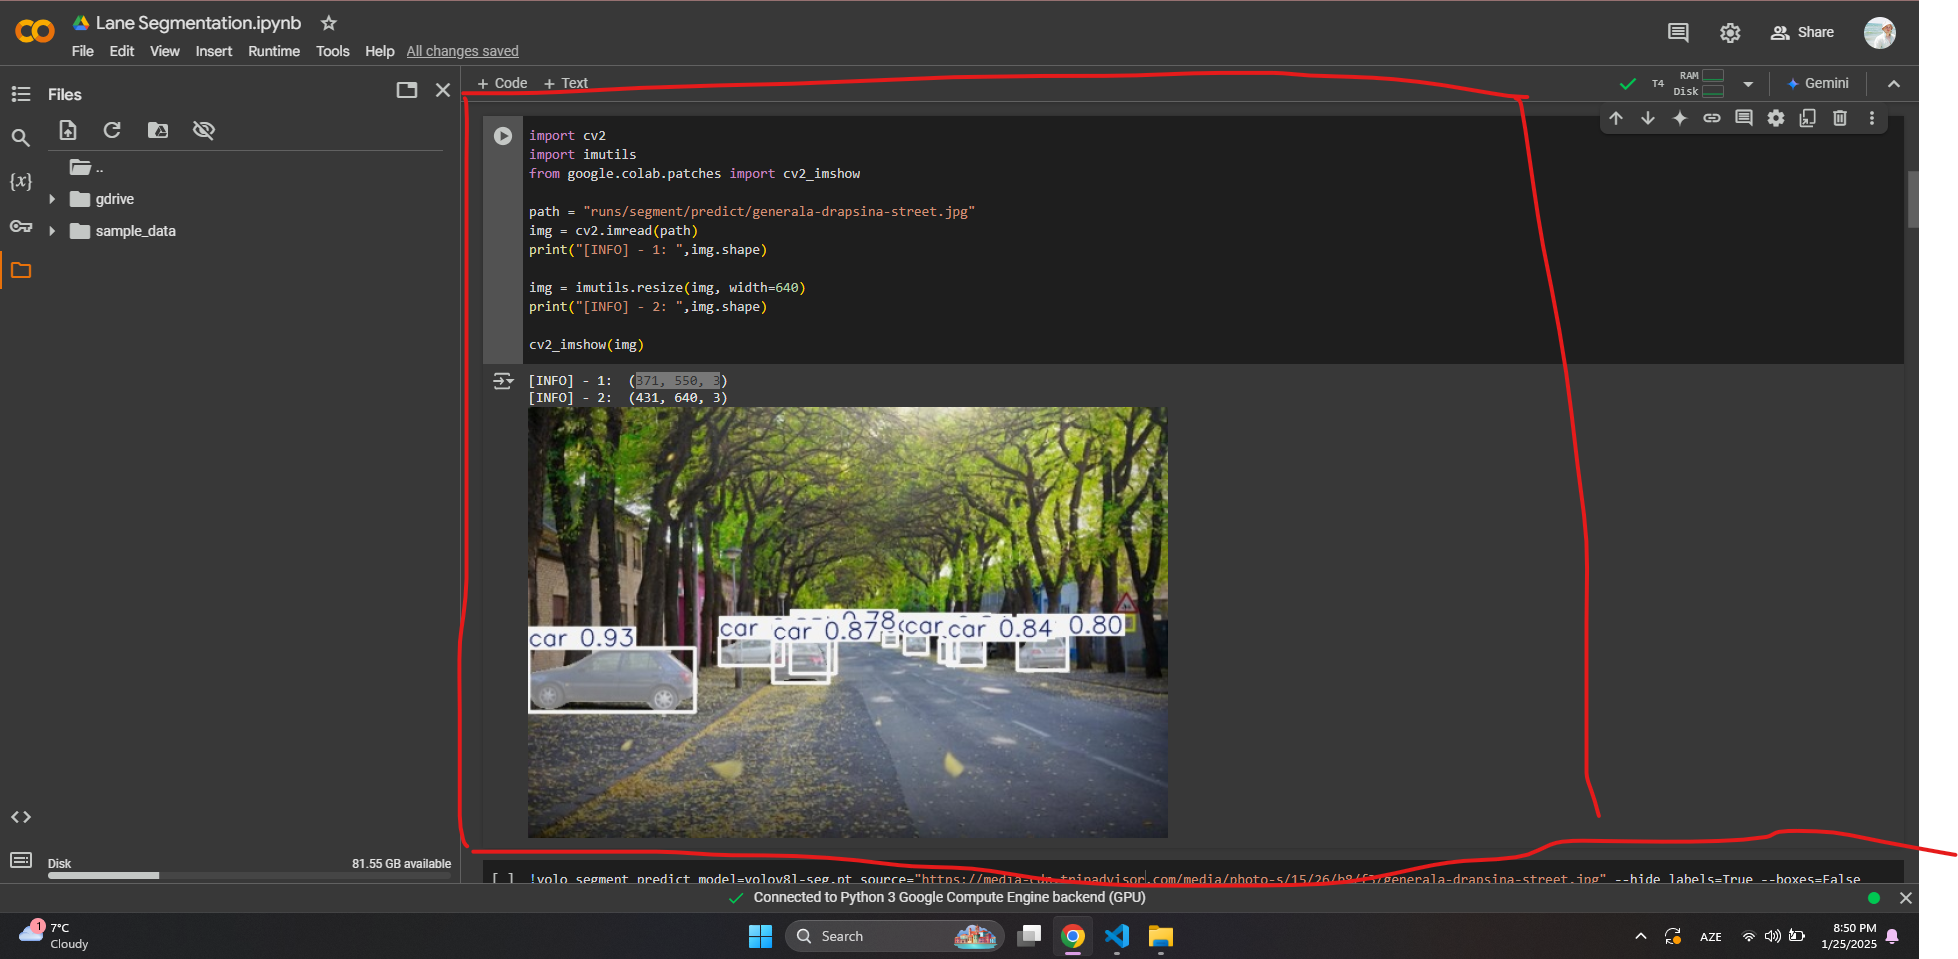 Lane Segmentation.ipynb
File Edit View Insert Runtime Tools Help All changes saved
Share
Files
+ Code + Text
T4 RAM Disk
Gemini
..
{x}
gdrive
sample_data
import cv2
import imutils
from google.colab.patches import cv2_imshow
path = "runs/segment/predict/generala-drapsina-street.jpg"
img = cv2.imread(path)
print("[INFO] - 1: ",img.shape)
img = imutils.resize(img, width=640)
print("[INFO] - 2: ",img.shape)
cv2_imshow(img)
[INFO] - 1:  (371, 550, 3)
[INFO] - 2:  (431, 640, 3)
car 0.93
car
car 0.87
0.78
car
car 0.84
0.80
Disk 81.55 GB available
[ ] !yolo segment predict model=yolov8l-seg.pt source="https://media-cdn.tripadvisor.com/media/photo-s/15/26/b8/f3/generala-drapsina-street.jpg" --hide_labels=True --boxes=False
Connected to Python 3 Google Compute Engine backend (GPU)
1
7°C
Cloudy
Search
AZE
8:50 PM
1/25/2025